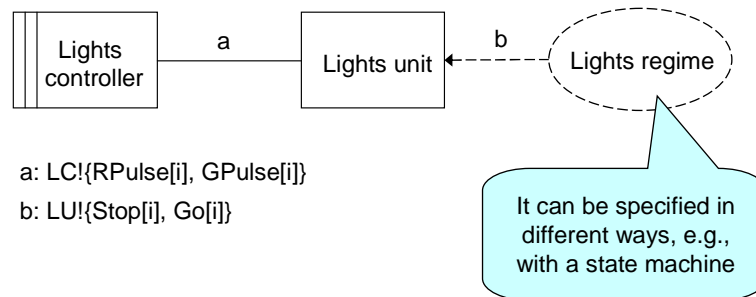 Lights
controller
a
Lights unit
b
Lights regime
a: LC!{RPulse[i], GPulse[i]}
b: LU!{Stop[i], Go[i]}
It can be specified in
different ways, e.g.,
with a state machine